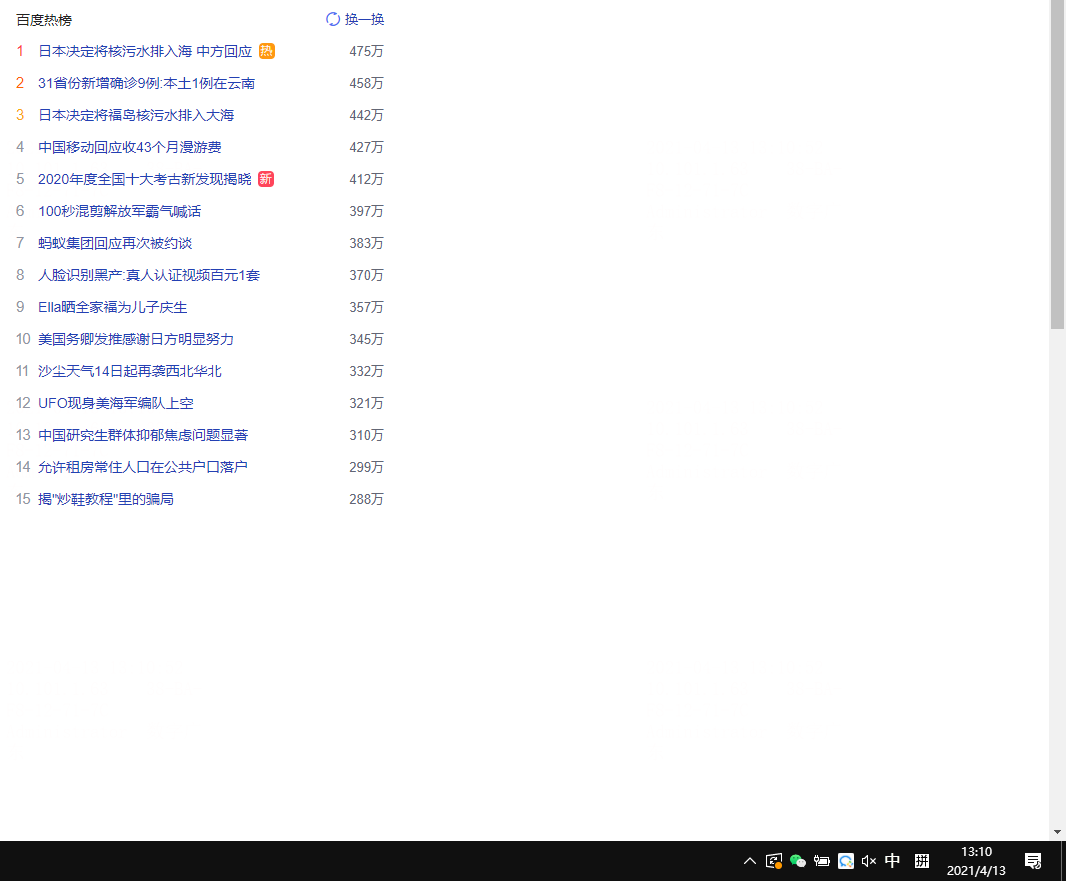 百度热榜 换一换
1 日本决定将核污水排入海 中方回应 热 475万
2 31省份新增确诊9例:本土1例在云南 458万
3 日本决定将福岛核污水排入大海 442万
4 中国移动回应收43个月漫游费 427万
5 2020年度全国十大考古新发现揭晓 新 412万
6 100秒混剪解放军霸气喊话 397万
7 蚂蚁集团回应再次被约谈 383万
8 人脸识别黑产:真人认证视频百元1套 370万
9 Ella晒全家福为儿子庆生 357万
10 美国务卿发推感谢日方明显努力 345万
11 沙尘天气14日起再袭西北华北 332万
12 UFO现身美海军编队上空 321万
13 中国研究生群体抑郁焦虑问题显著 310万
14 允许租房常住人口在公共户口落户 299万
15 揭"炒鞋教程"里的骗局 288万
中 拼 13:10
2021/4/13